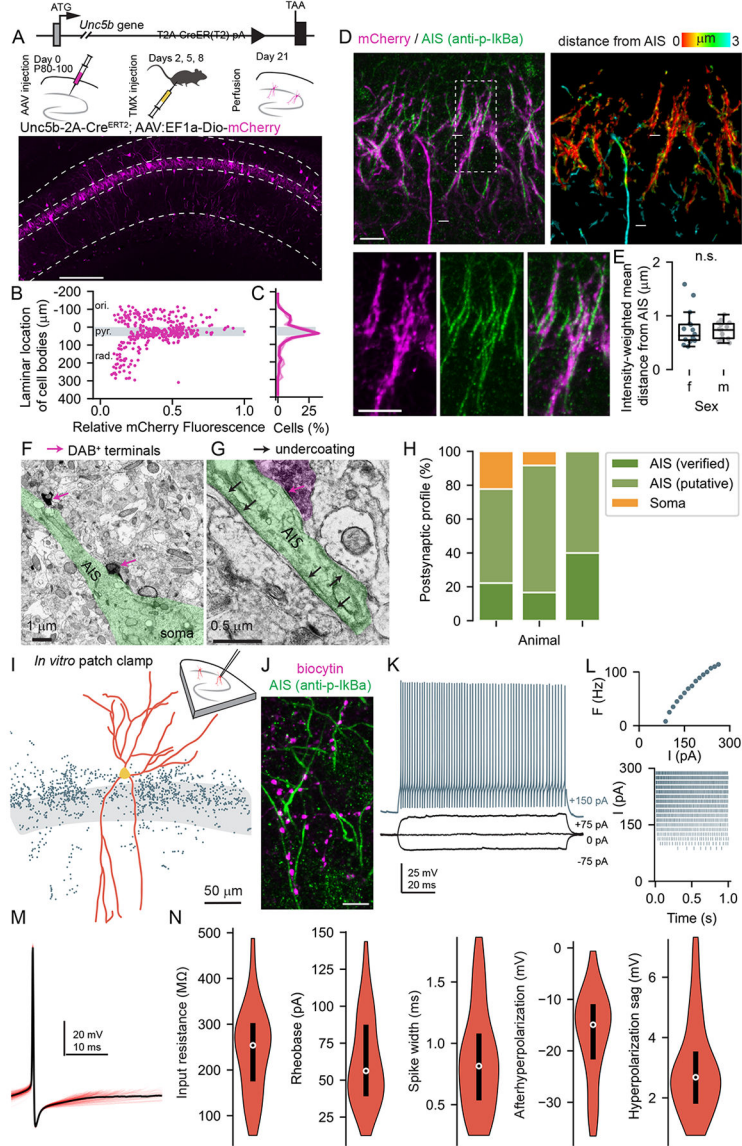 A
ATG
Unc5b gene
T2A-CreER(T2) pA
TAA
Day 0
P80-100
AAV injection
Days 2, 5, 8
TMX injection
Day 21
Perfusion
Unc5b-2A-CreERT2; AAV:EF1a-Dio-mCherry
B
Laminar location
of cell bodies (μm)
-200
-100
0
100
200
300
400
ori.
pyr.
rad.
0.0
0.5
1.0
Relative mCherry Fluorescence
C
0
25
Cells (%)
D
mCherry / AIS (anti-p-IkBa)
distance from AIS
0 μm 3
E
n.s.
Intensity-weighted mean
distance from AIS (μm)
2
1
0
f
m
Sex
F
DAB+ terminals
AIS
soma
1 μm
G
undercoating
AIS
0.5 μm
H
Postsynaptic profile (%)
100
80
60
40
20
0
Animal
AIS (verified)
AIS (putative)
Soma
I
In vitro patch clamp
50 μm
J
biocytin
AIS (anti-p-IkBa)
K
+150 pA
+75 pA
0 pA
-75 pA
25 mV
20 ms
L
F (Hz)
100
0
0
150
300
I (pA)
I (pA)
300
150
0
0.0
0.5
1.0
Time (s)
M
20 mV
10 ms
N
Input resistance (MΩ)
500
400
300
200
100
Rheobase (pA)
150
125
100
75
50
25
Spike width (ms)
1.5
1.0
0.5
Afterhyperpolarization (mV)
0
−10
−20
−30
Hyperpolarization sag (mV)
6
4
2